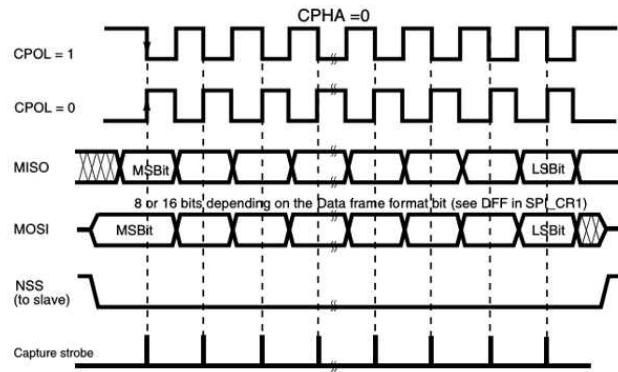 CPHA =0
CPOL = 1
CPOL = 0
MISO
MSBit
LSBit
8 or 16 bits depending on the Data frame format bit (see DFF in SPI_CR1)
MOSI
MSBit
LSBit
NSS
(to slave)
Capture strobe